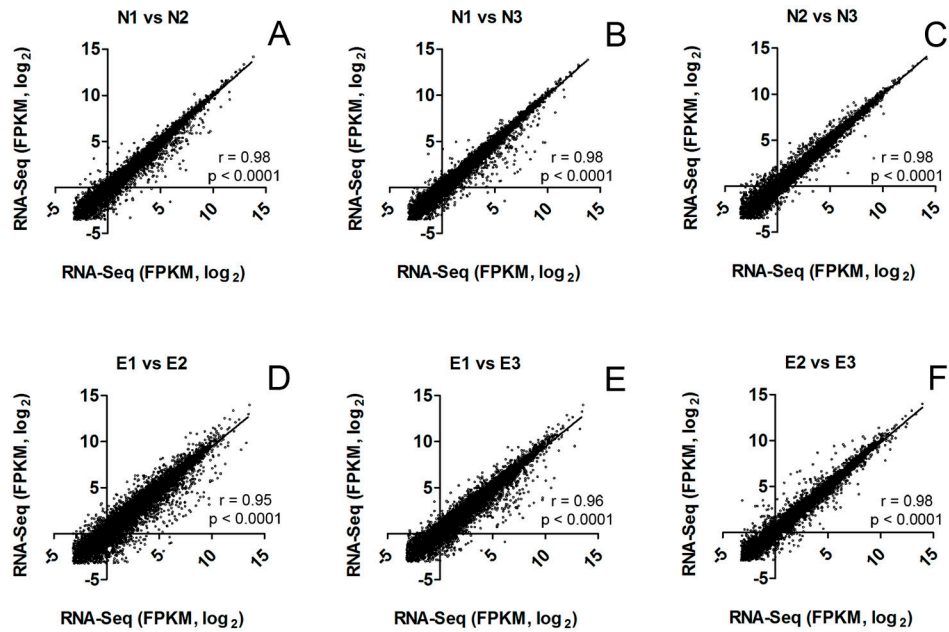 N1 vs N2
A
RNA-Seq (FPKM, log2)
15
10
5
-5
-5
5
10
15
r = 0.98
p < 0.0001
RNA-Seq (FPKM, log2)
N1 vs N3
B
RNA-Seq (FPKM, log2)
15
10
5
-5
-5
5
10
15
r = 0.98
p < 0.0001
RNA-Seq (FPKM, log2)
N2 vs N3
C
RNA-Seq (FPKM, log2)
15
10
5
-5
-5
5
10
15
r = 0.98
p < 0.0001
RNA-Seq (FPKM, log2)
E1 vs E2
D
RNA-Seq (FPKM, log2)
15
10
5
-5
-5
5
10
15
r = 0.95
p < 0.0001
RNA-Seq (FPKM, log2)
E1 vs E3
E
RNA-Seq (FPKM, log2)
15
10
5
-5
-5
5
10
15
r = 0.96
p < 0.0001
RNA-Seq (FPKM, log2)
E2 vs E3
F
RNA-Seq (FPKM, log2)
15
10
5
-5
-5
5
10
15
r = 0.98
p < 0.0001
RNA-Seq (FPKM, log2)